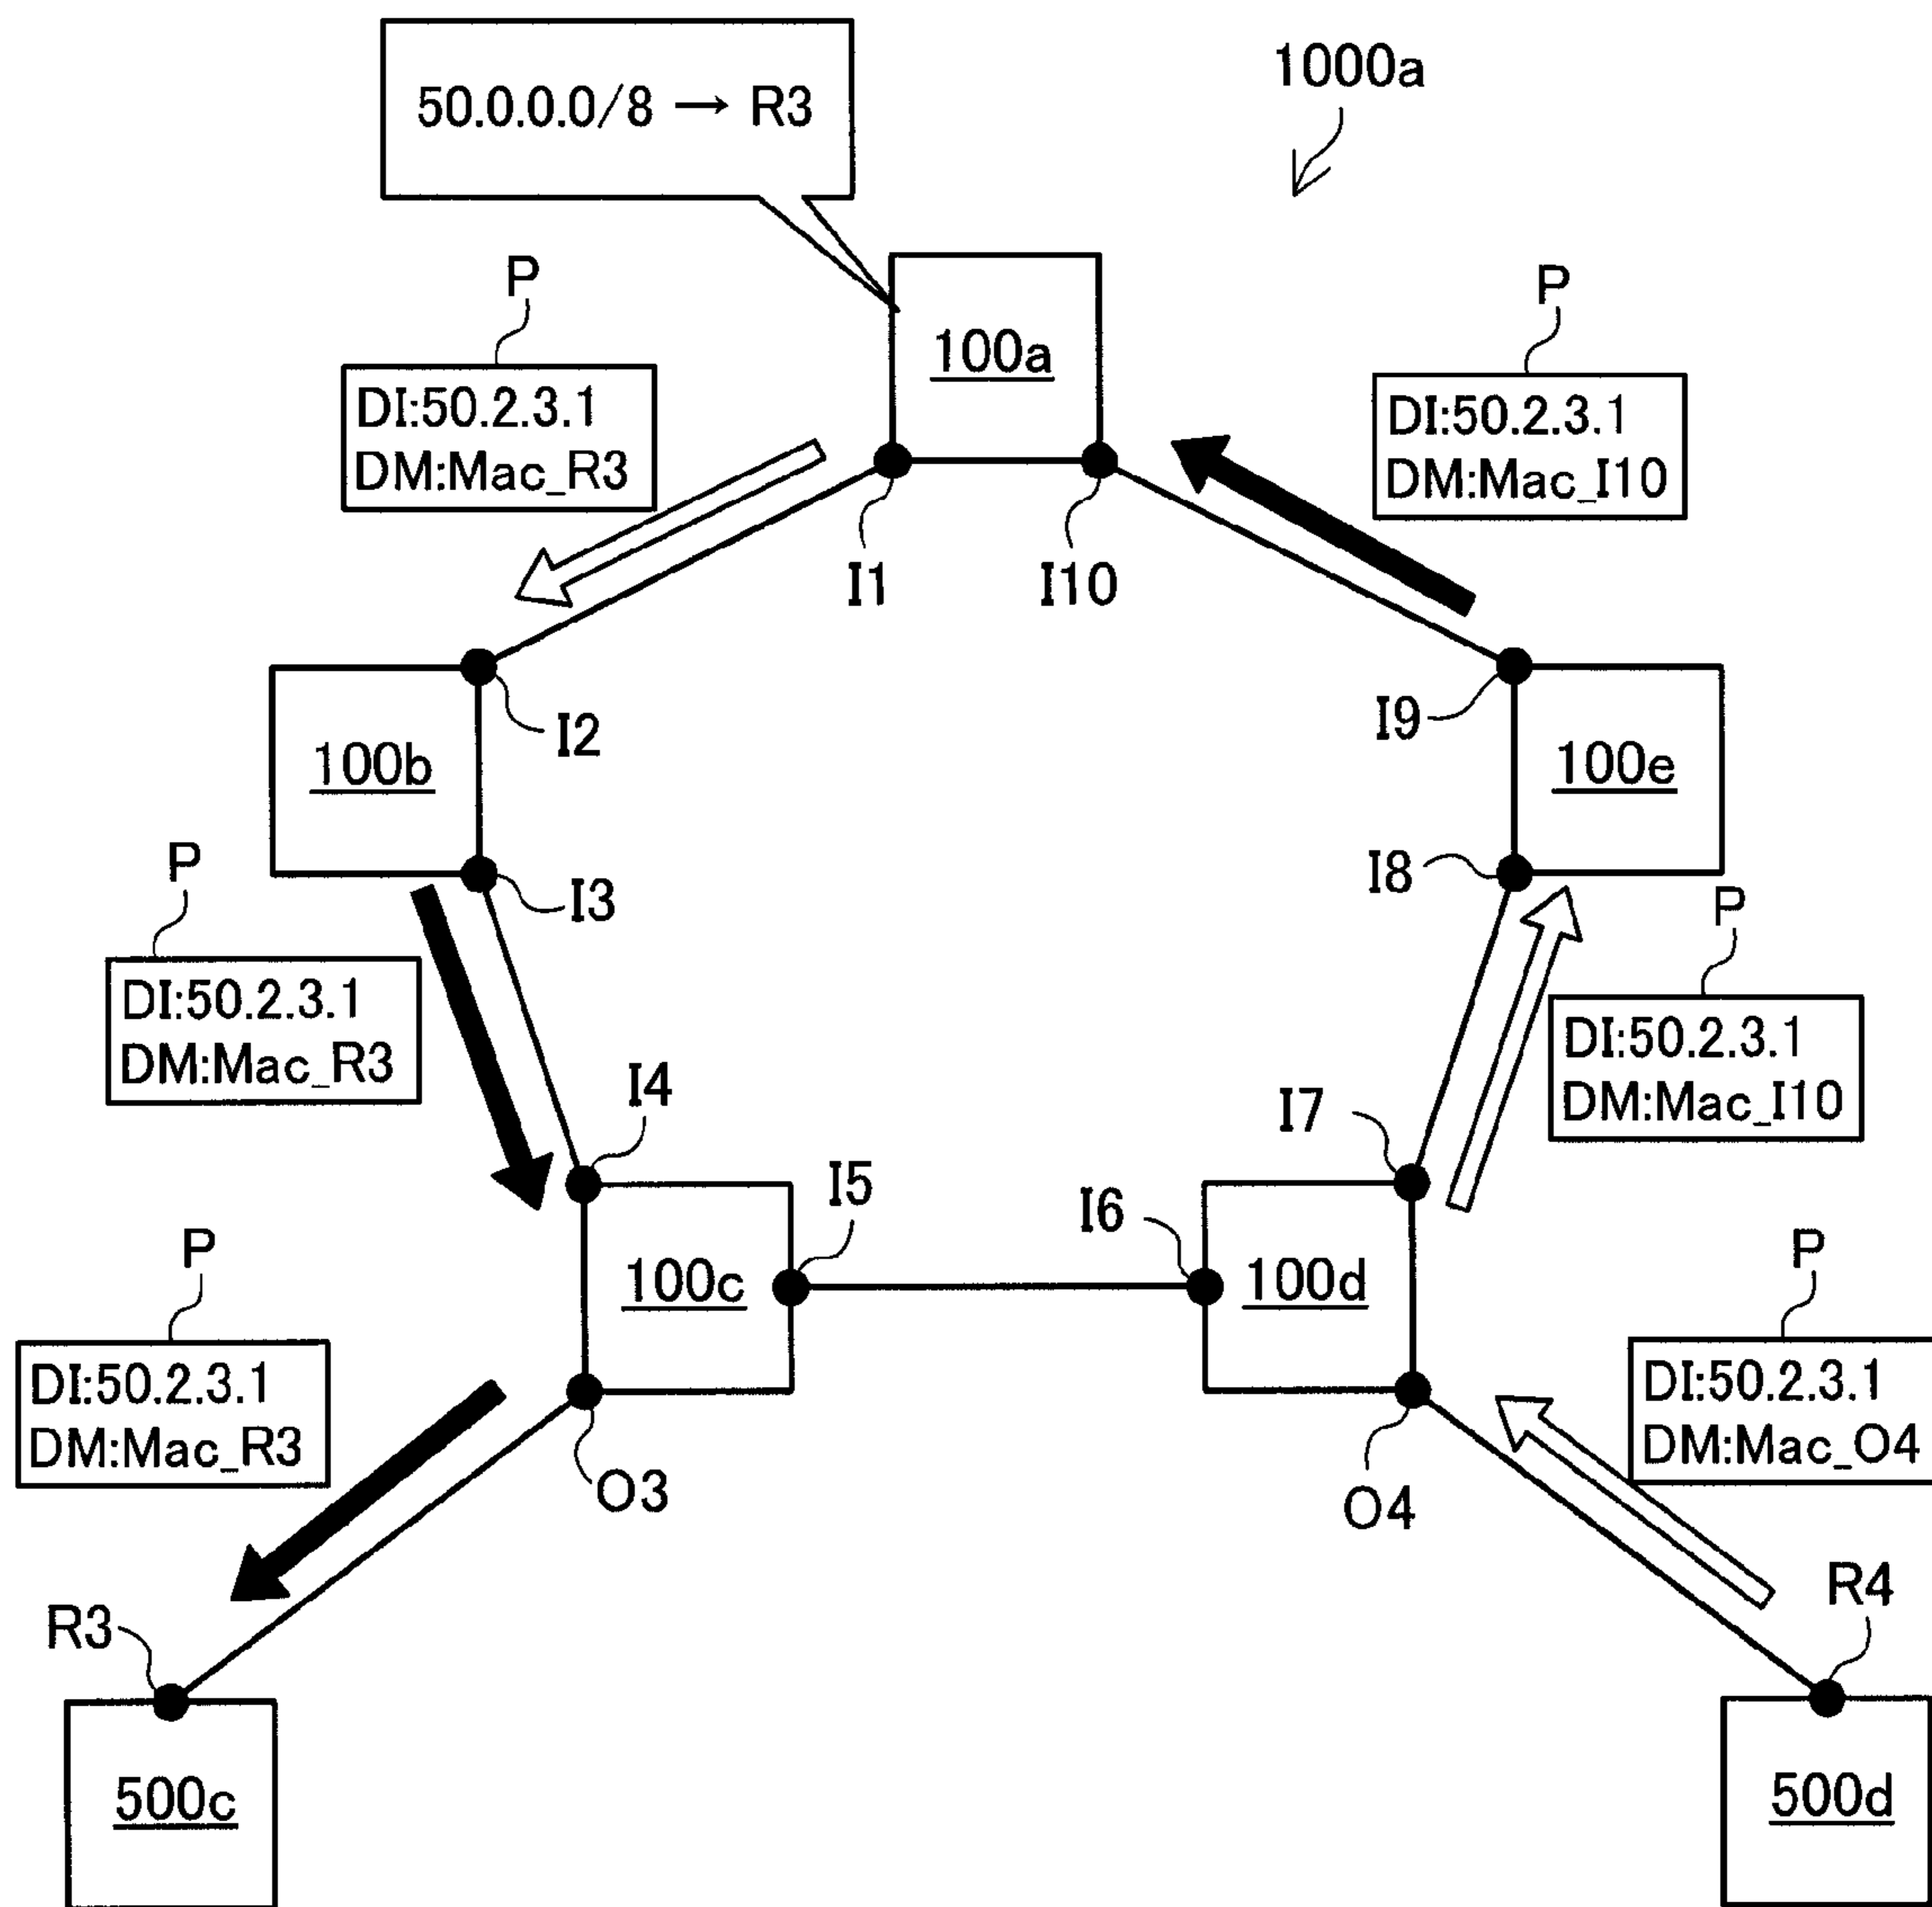 50.0.0.0/8 → R3
1000a
P
P
100a
DI:50.2.3.1
DM:Mac_R3
DI:50.2.3.1
DM:Mac_I10
I1
I10
I2
I9
100b
100e
P
I3
I8
P
DI:50.2.3.1
DM:Mac_R3
DI:50.2.3.1
DM:Mac_I10
I4
I7
I5
I6
P
P
100c
100d
DI:50.2.3.1
DM:Mac_R3
DI:50.2.3.1
DM:Mac_O4
O3
O4
R3
R4
500c
500d